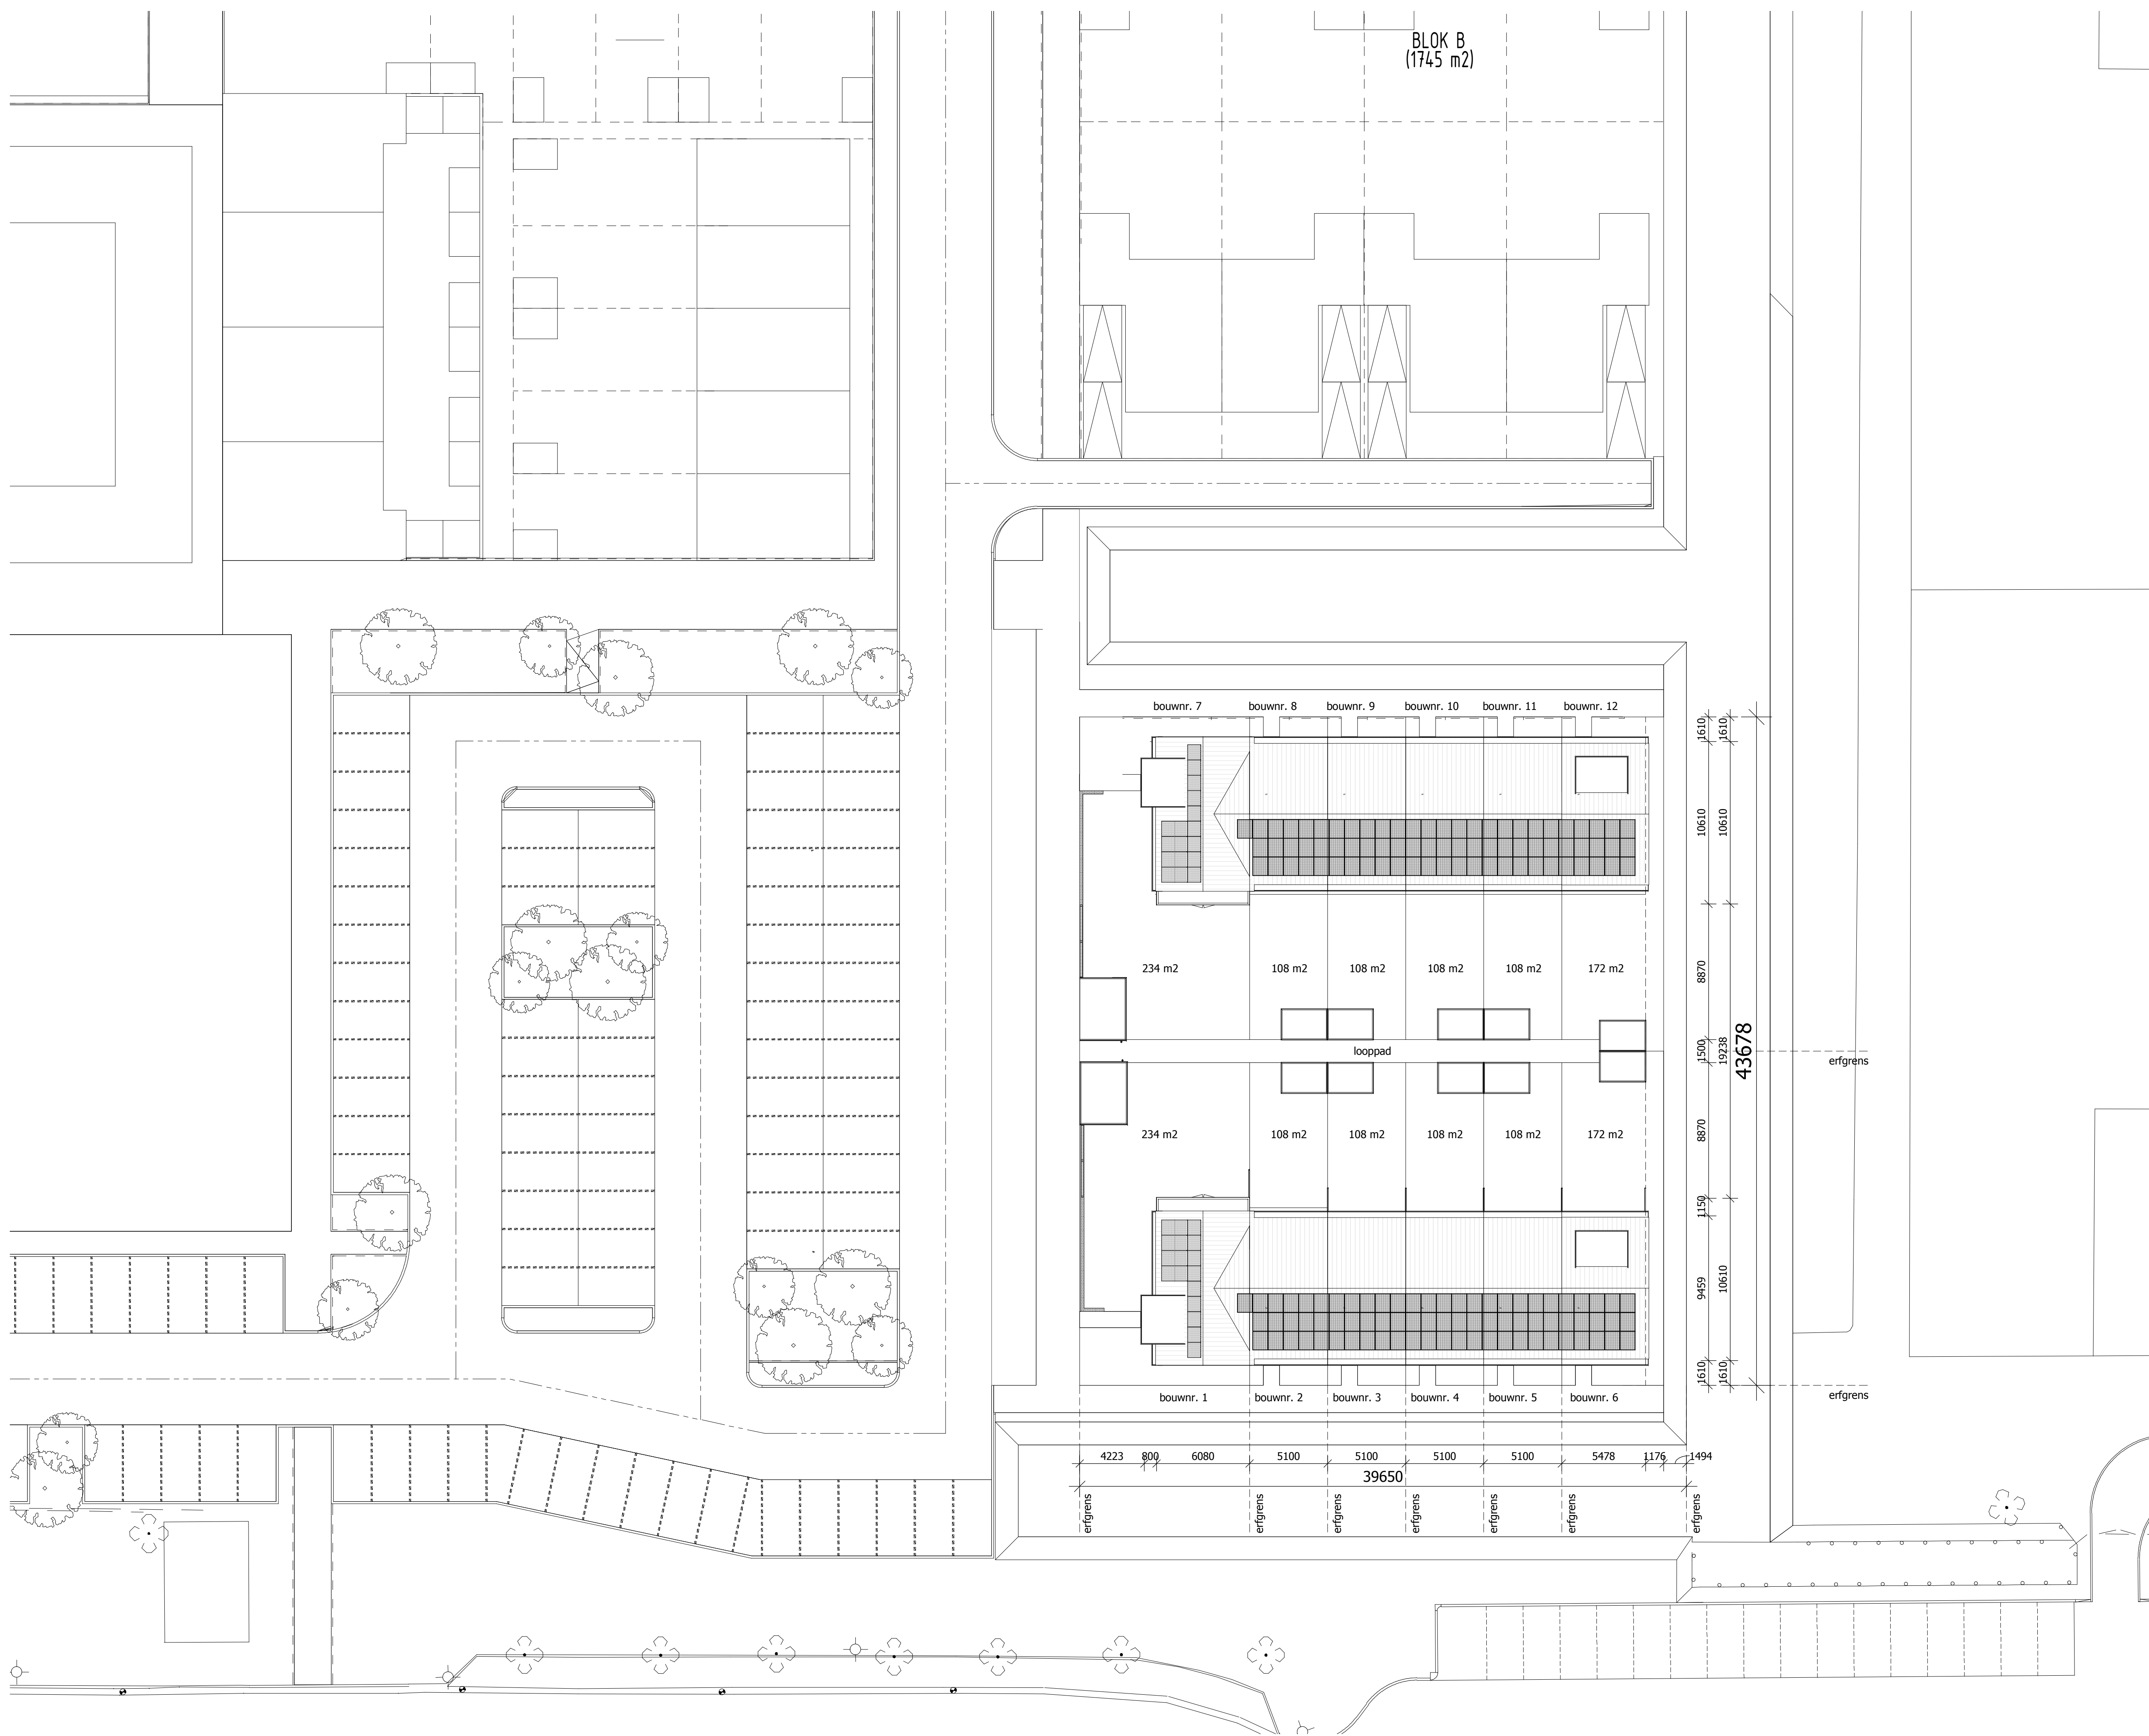 BLOK B
(1745 m2)
bouwnr. 7 bouwnr. 8 bouwnr. 9 bouwnr. 10 bouwnr. 11 bouwnr. 12
1610 1610
10610 10610
234 m2 108 m2 108 m2 108 m2 108 m2 172 m2
8870
looppad
1500 19238 43678
erfgrens
234 m2 108 m2 108 m2 108 m2 108 m2 172 m2
8870
1150
9459 10610
1610 1610
bouwnr. 1 bouwnr. 2 bouwnr. 3 bouwnr. 4 bouwnr. 5 bouwnr. 6
erfgrens
4223 800 6080 5100 5100 5100 5100 5478 1176 1494
39650
erfgrens erfgrens erfgrens erfgrens erfgrens erfgrens erfgrens